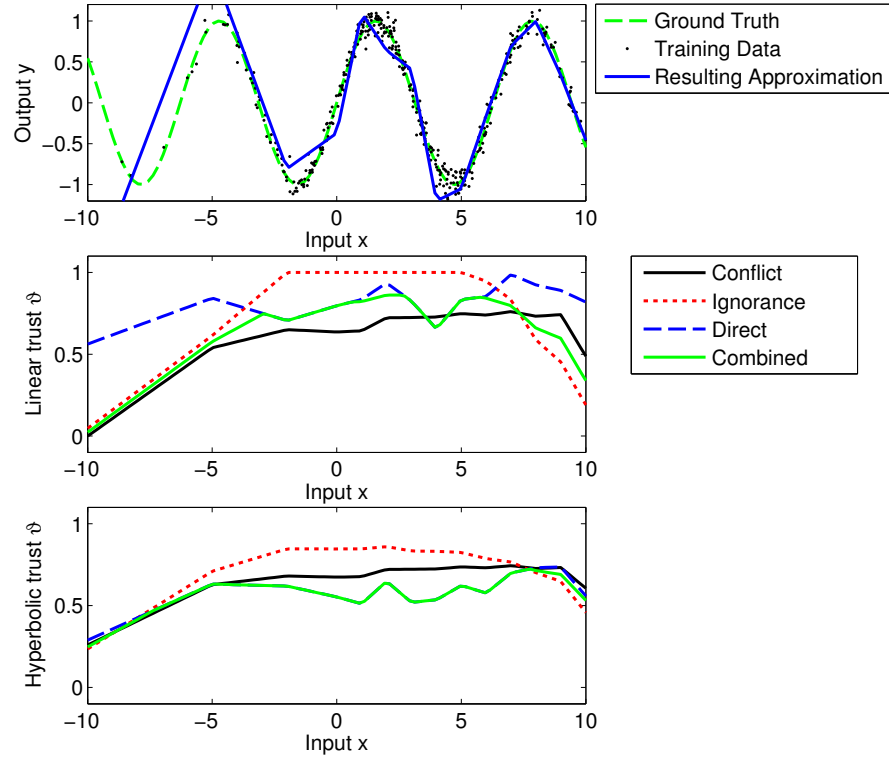 Output y
1
0.5
0
−0.5
−1
−10
−5
0
5
10
Input x
Ground Truth
Training Data
Resulting Approximation
Linear trust ϑ
1
0.5
0
−10
−5
0
5
10
Input x
Conflict
Ignorance
Direct
Combined
Hyperbolic trust ϑ
1
0.5
0
−10
−5
0
5
10
Input x